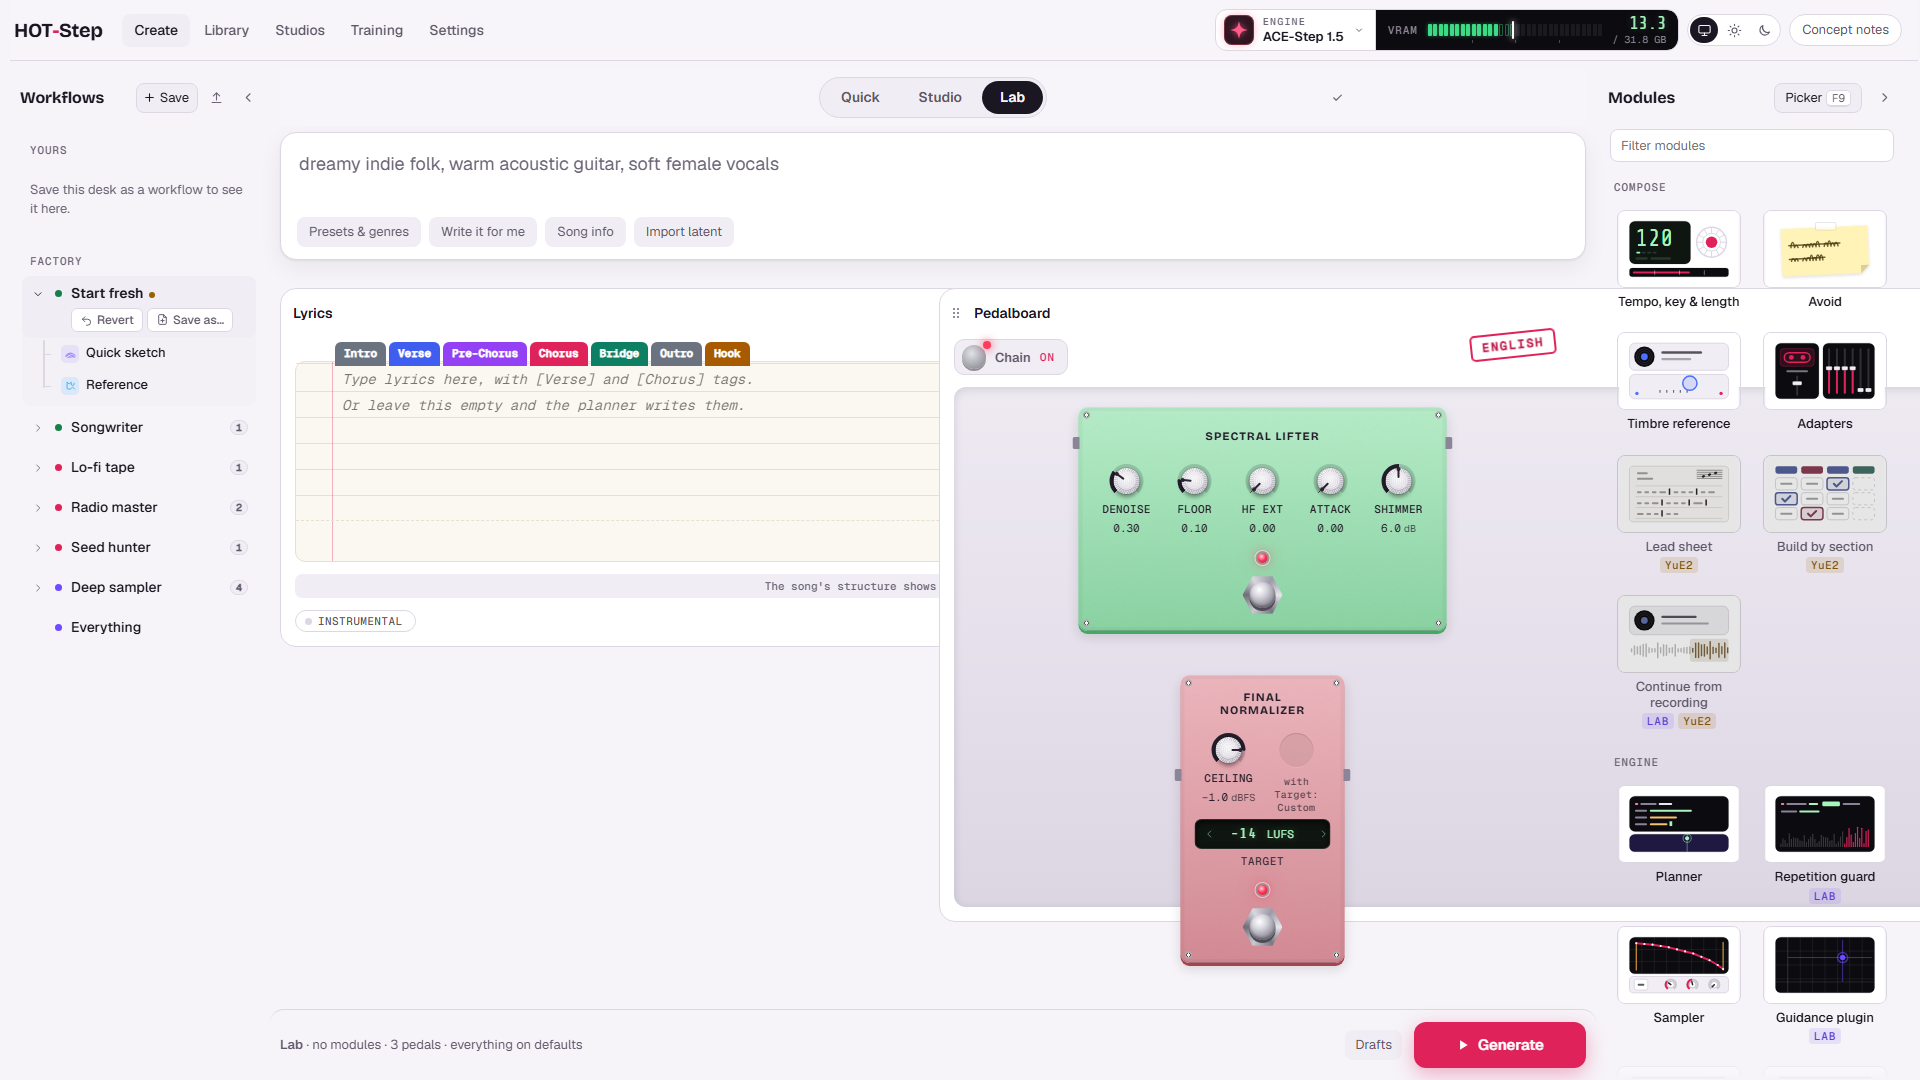 HOT-Step
Create
Library
Studios
Training
Settings
ENGINE
ACE-Step 1.5
VRAM
13.3
/ 31.8 GB
Concept notes
Workflows
+ Save
Quick
Studio
Lab
Modules
Picker F9
YOURS
Save this desk as a workflow to see
it here.
FACTORY
Start fresh
Revert
Save as...
Quick sketch
Reference
Songwriter 1
Lo-fi tape 1
Radio master 2
Seed hunter 1
Deep sampler 4
Everything
dreamy indie folk, warm acoustic guitar, soft female vocals
Presets & genres
Write it for me
Song info
Import latent
Lyrics
Intro
Verse
Pre-Chorus
Chorus
Bridge
Outro
Hook
Type lyrics here, with [Verse] and [Chorus] tags.
Or leave this empty and the planner writes them.
The song's structure shows
INSTRUMENTAL
Pedalboard
Chain ON
ENGLISH
SPECTRAL LIFTER
DENOISE
FLOOR
HF EXT
ATTACK
SHIMMER
0.30
0.10
0.00
0.00
6.0 dB
FINAL
NORMALIZER
CEILING
-1.0 dBFS
with
Target:
Custom
-14 LUFS
TARGET
Filter modules
COMPOSE
120
Tempo, key & length
Avoid
Timbre reference
Adapters
Lead sheet
YuE2
Build by section
YuE2
Continue from
recording
LAB YuE2
ENGINE
Planner
Repetition guard
LAB
Sampler
Guidance plugin
LAB
Lab · no modules · 3 pedals · everything on defaults
Drafts
Generate